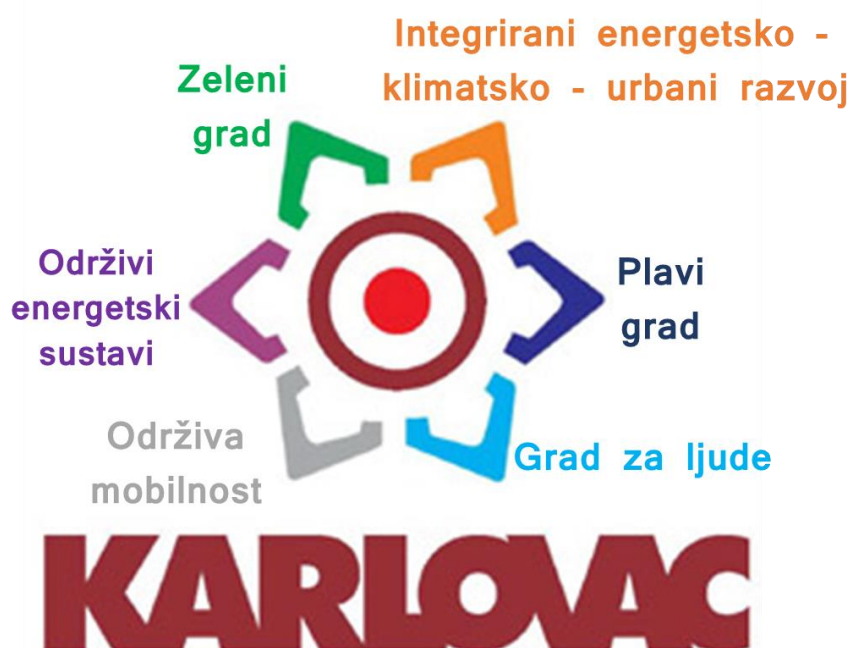 Integrirani energetsko -
klimatsko - urbani razvoj
Zeleni
grad
Održivi
energetski
sustavi
Plavi
grad
Održiva
mobilnost
Grad za ljude
KARLOVAC